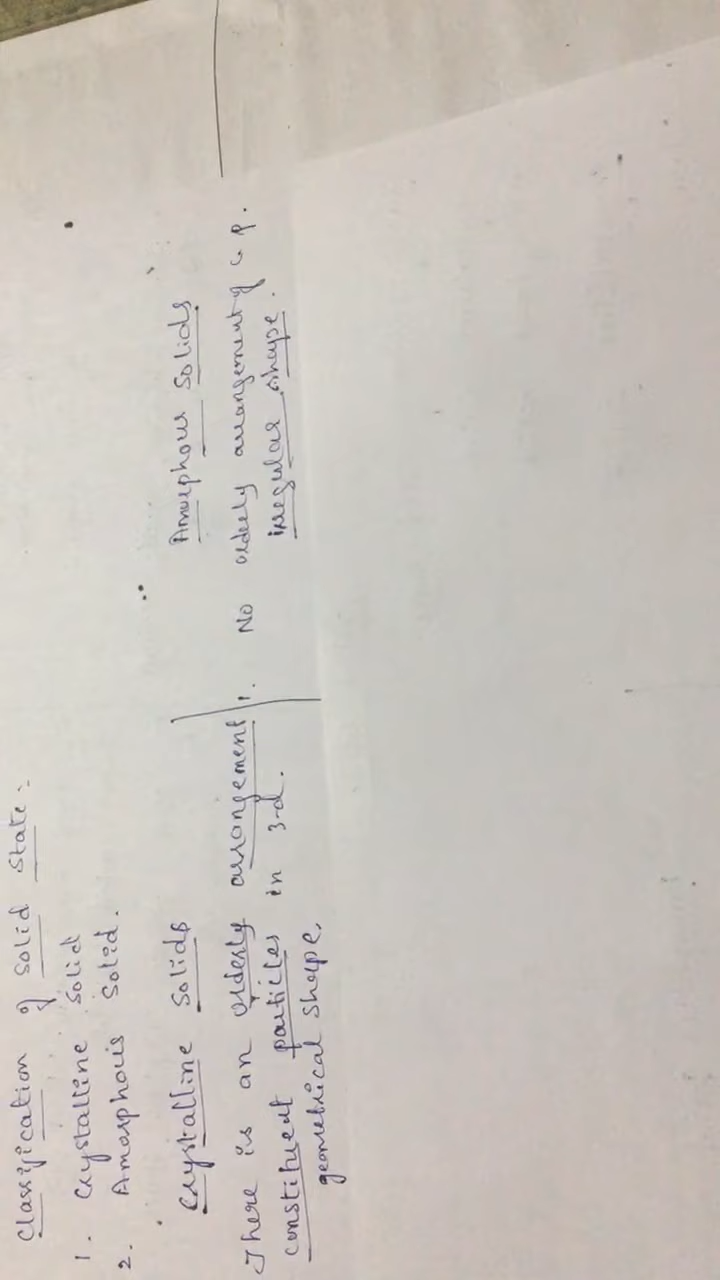 Classification of Solid State:
1. Crystalline Solid
2. Amorphous Solid.
Crystalline Solids
There is an orderly arrangement
constituent particles in 3-d.
geometrical shape.
Amorphous Solids
1. No orderly arrangement of c.p.
irregular shape.